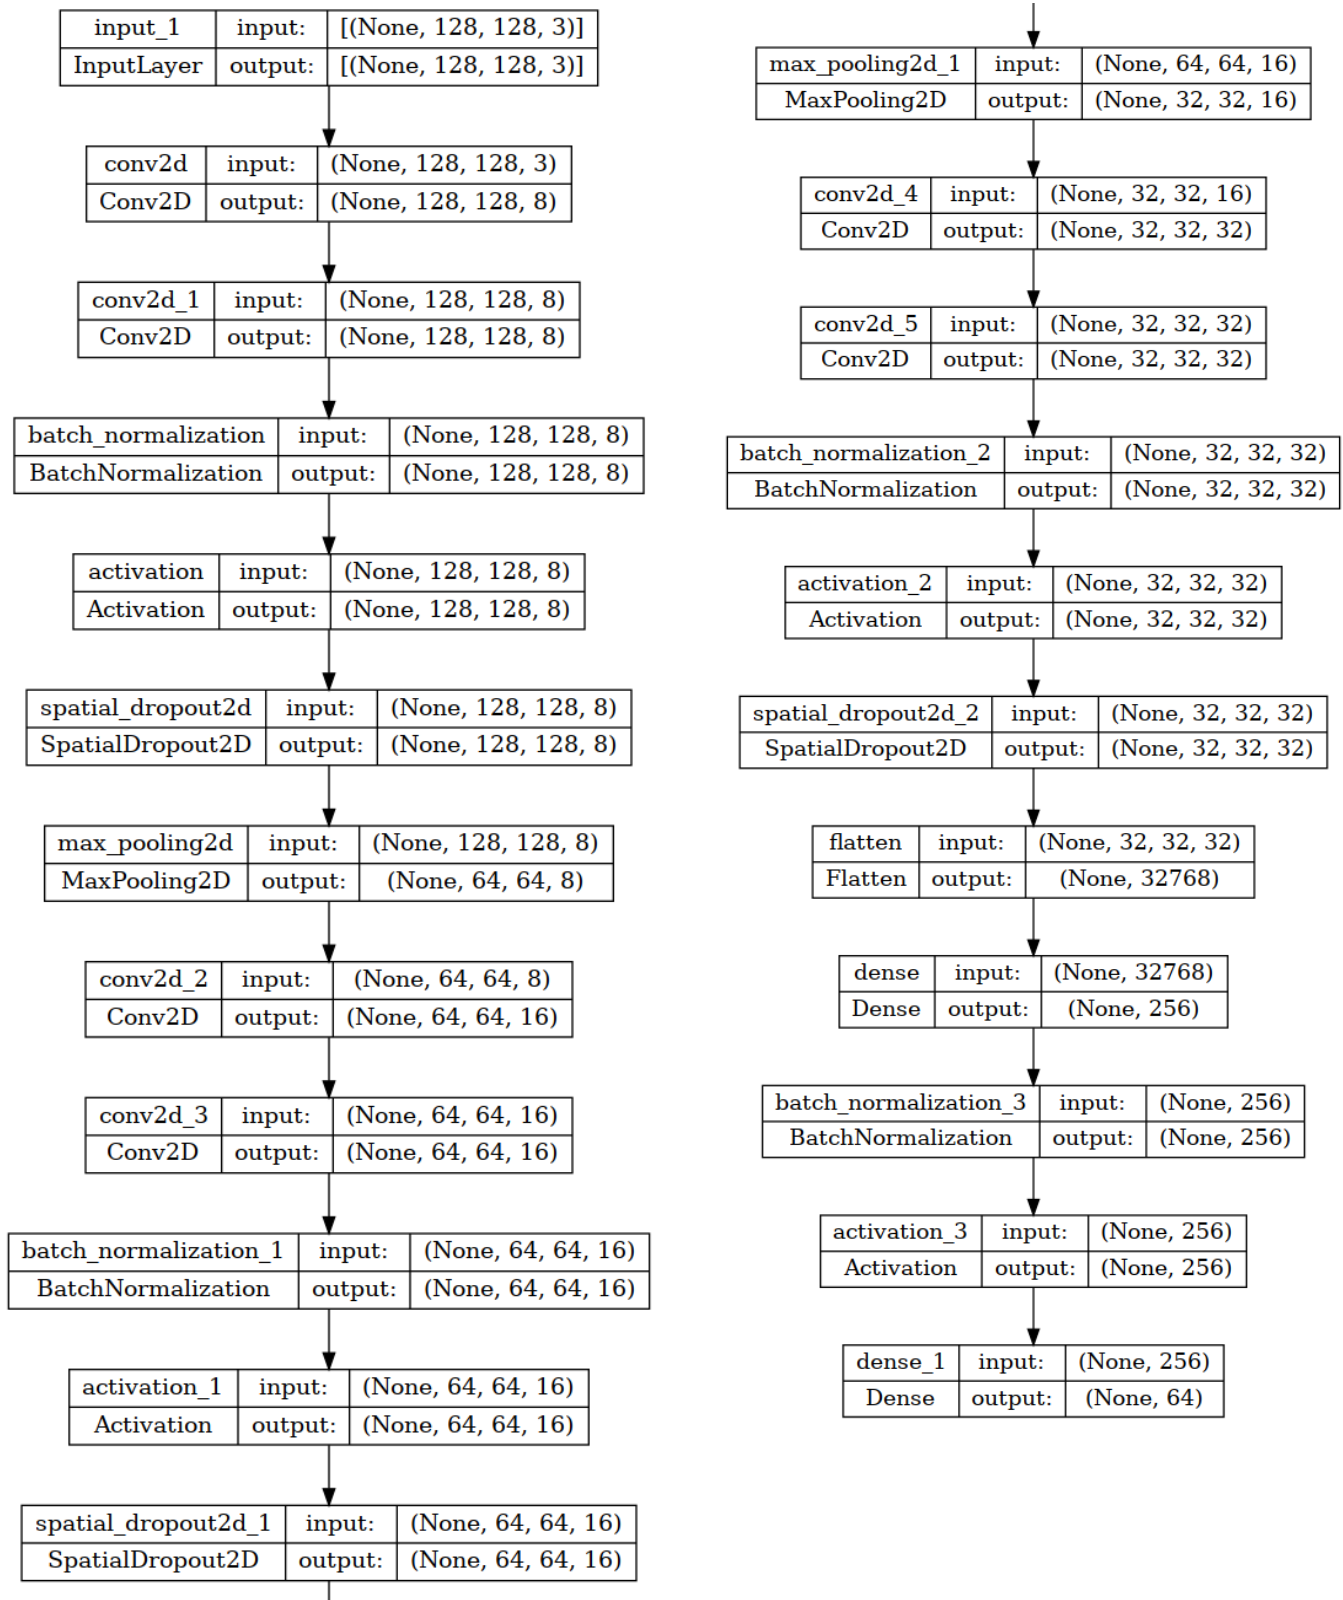 input_1 input: [(None, 128, 128, 3)]
InputLayer output: [(None, 128, 128, 3)]
conv2d input: (None, 128, 128, 3)
Conv2D output: (None, 128, 128, 8)
conv2d_1 input: (None, 128, 128, 8)
Conv2D output: (None, 128, 128, 8)
batch_normalization input: (None, 128, 128, 8)
BatchNormalization output: (None, 128, 128, 8)
activation input: (None, 128, 128, 8)
Activation output: (None, 128, 128, 8)
spatial_dropout2d input: (None, 128, 128, 8)
SpatialDropout2D output: (None, 128, 128, 8)
max_pooling2d input: (None, 128, 128, 8)
MaxPooling2D output: (None, 64, 64, 8)
conv2d_2 input: (None, 64, 64, 8)
Conv2D output: (None, 64, 64, 16)
conv2d_3 input: (None, 64, 64, 16)
Conv2D output: (None, 64, 64, 16)
batch_normalization_1 input: (None, 64, 64, 16)
BatchNormalization output: (None, 64, 64, 16)
activation_1 input: (None, 64, 64, 16)
Activation output: (None, 64, 64, 16)
spatial_dropout2d_1 input: (None, 64, 64, 16)
SpatialDropout2D output: (None, 64, 64, 16)
max_pooling2d_1 input: (None, 64, 64, 16)
MaxPooling2D output: (None, 32, 32, 16)
conv2d_4 input: (None, 32, 32, 16)
Conv2D output: (None, 32, 32, 32)
conv2d_5 input: (None, 32, 32, 32)
Conv2D output: (None, 32, 32, 32)
batch_normalization_2 input: (None, 32, 32, 32)
BatchNormalization output: (None, 32, 32, 32)
activation_2 input: (None, 32, 32, 32)
Activation output: (None, 32, 32, 32)
spatial_dropout2d_2 input: (None, 32, 32, 32)
SpatialDropout2D output: (None, 32, 32, 32)
flatten input: (None, 32, 32, 32)
Flatten output: (None, 32768)
dense input: (None, 32768)
Dense output: (None, 256)
batch_normalization_3 input: (None, 256)
BatchNormalization output: (None, 256)
activation_3 input: (None, 256)
Activation output: (None, 256)
dense_1 input: (None, 256)
Dense output: (None, 64)